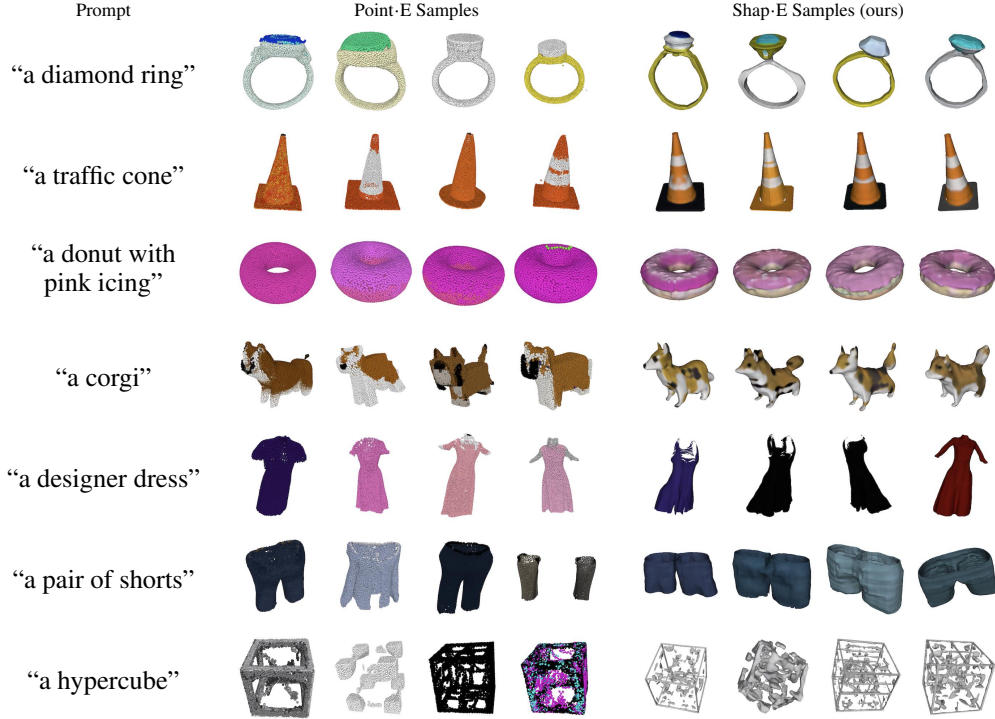 Prompt Point·E Samples Shap·E Samples (ours)
“a diamond ring”
“a traffic cone”
“a donut with
pink icing”
“a corgi”
“a designer dress”
“a pair of shorts”
“a hypercube”